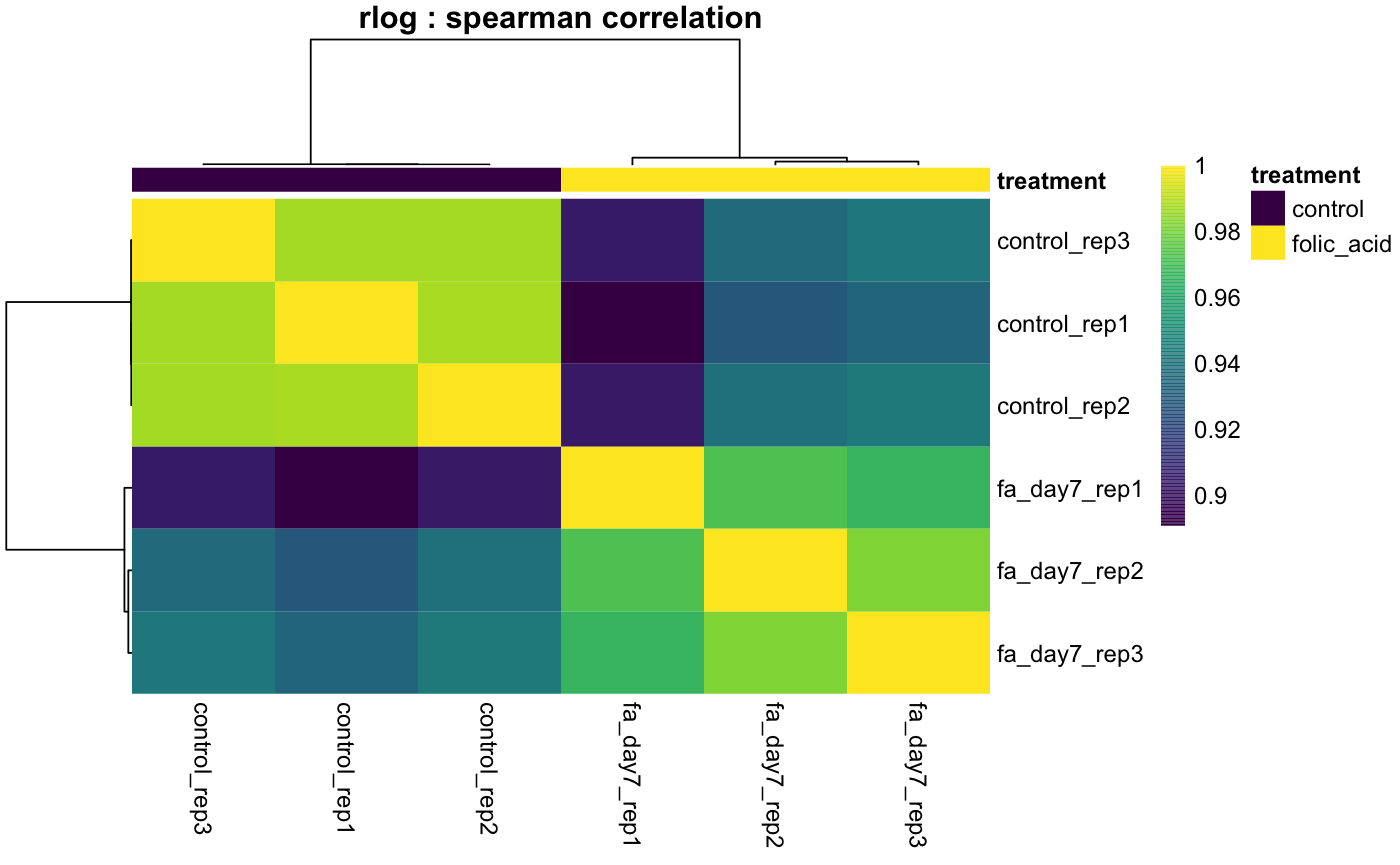 rlog : spearman correlation
treatment
control_rep3
control_rep1
control_rep2
fa_day7_rep1
fa_day7_rep2
fa_day7_rep3
control_rep3
control_rep1
control_rep2
fa_day7_rep1
fa_day7_rep2
fa_day7_rep3
1
0.98
0.96
0.94
0.92
0.9
treatment
control
folic_acid